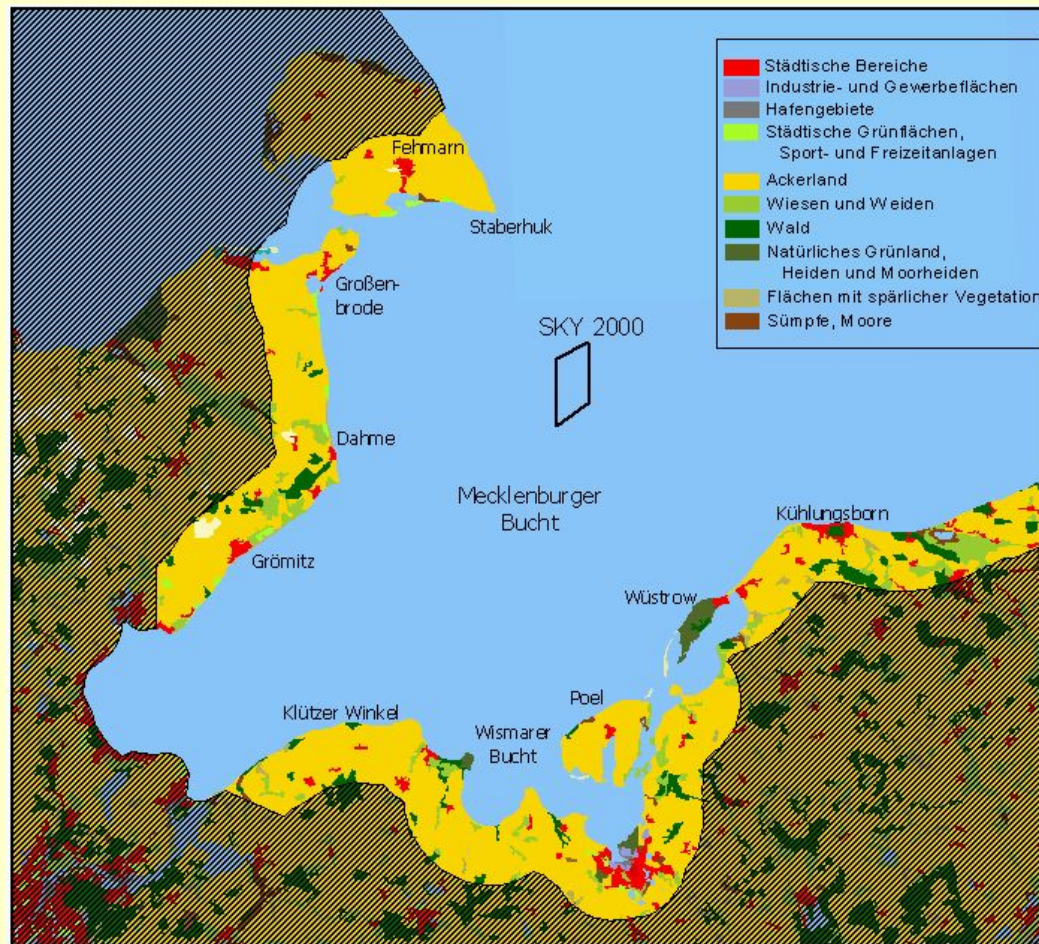 Städtische Bereiche
Industrie- und Gewerbeflächen
Hafengebiete
Städtische Grünflächen,
Sport- und Freizeitanlagen
Ackerland
Wiesen und Weiden
Wald
Natürliches Grünland,
Heiden und Moorheiden
Flächen mit spärlicher Vegetation
Sümpfe, Moore
Fehmarn
Staberhuk
Großen-
brode
SKY 2000
Dahme
Mecklenburger
Bucht
Kühlungsborn
Grömitz
Wüstrow
Poel
Klützer Winkel
Wismarer
Bucht